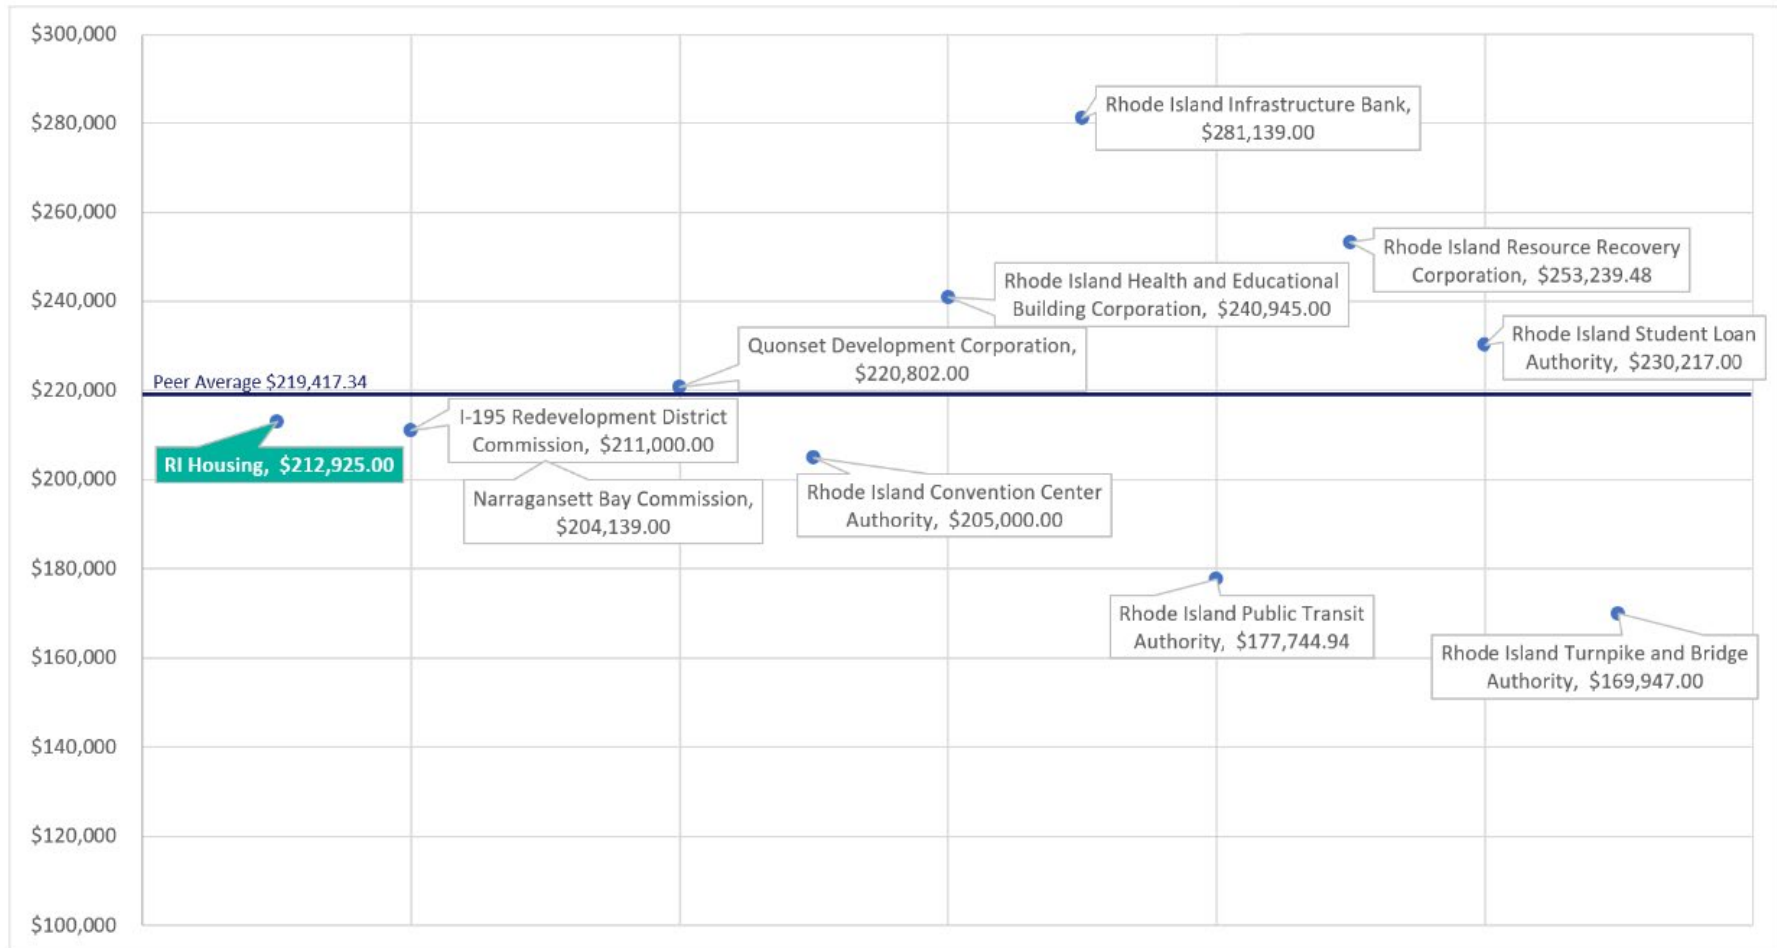 $300,000
$280,000
$260,000
$240,000
$220,000
$200,000
$180,000
$160,000
$140,000
$120,000
$100,000
Rhode Island Infrastructure Bank,
$281,139.00
Rhode Island Resource Recovery
Corporation, $253,239.48
Rhode Island Health and Educational
Building Corporation, $240,945.00
Rhode Island Student Loan
Authority, $230,217.00
Quonset Development Corporation,
$220,802.00
Peer Average $219,417.34
I-195 Redevelopment District
Commission, $211,000.00
RI Housing, $212,925.00
Narragansett Bay Commission,
$204,139.00
Rhode Island Convention Center
Authority, $205,000.00
Rhode Island Public Transit
Authority, $177,744.94
Rhode Island Turnpike and Bridge
Authority, $169,947.00